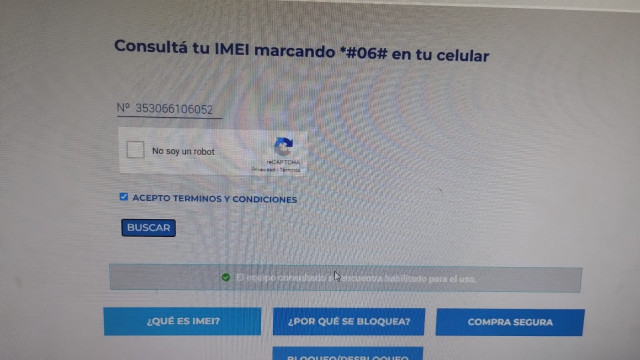 Consultá tu IMEI marcando *#06# en tu celular
Nº 353066106052
No soy un robot
reCAPTCHA
Privacidad - Términos
ACEPTO TERMINOS Y CONDICIONES
BUSCAR
El equipo consultado se encuentra habilitado para el uso.
¿QUÉ ES IMEI?
¿POR QUÉ SE BLOQUEA?
COMPRA SEGURA
BLOQUEO/DESBLOQUEO